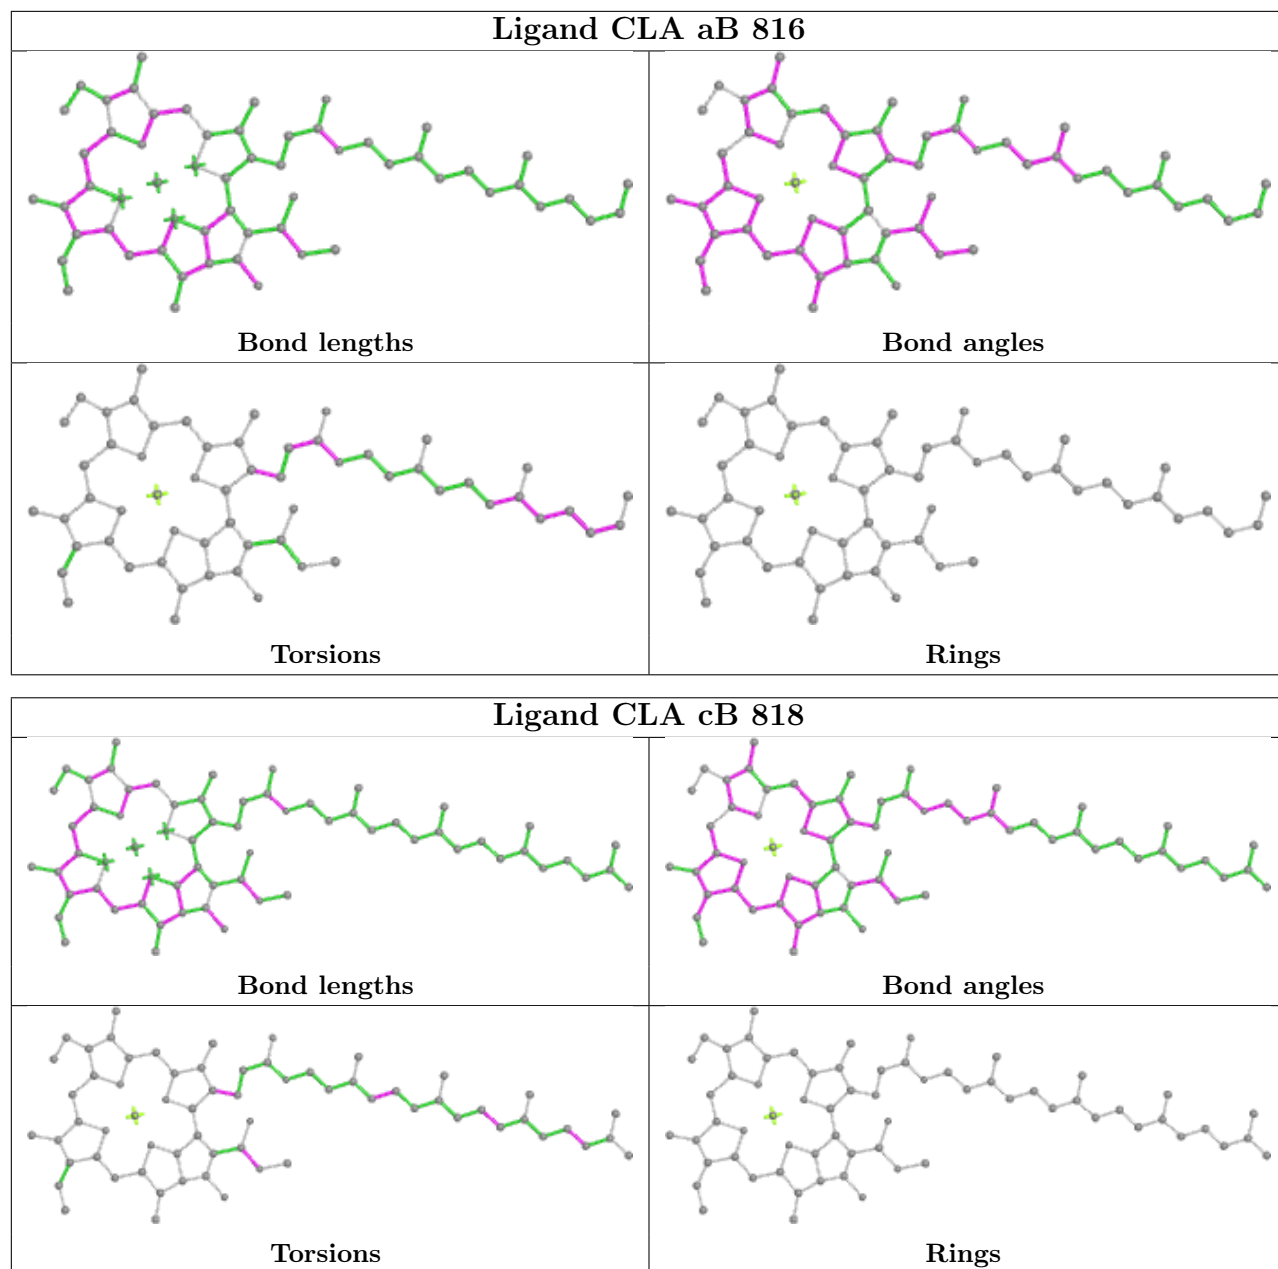 Ligand CLA aB 816
Bond lengths
Bond angles
Torsions
Rings
Ligand CLA cB 818
Bond lengths
Bond angles
Torsions
Rings